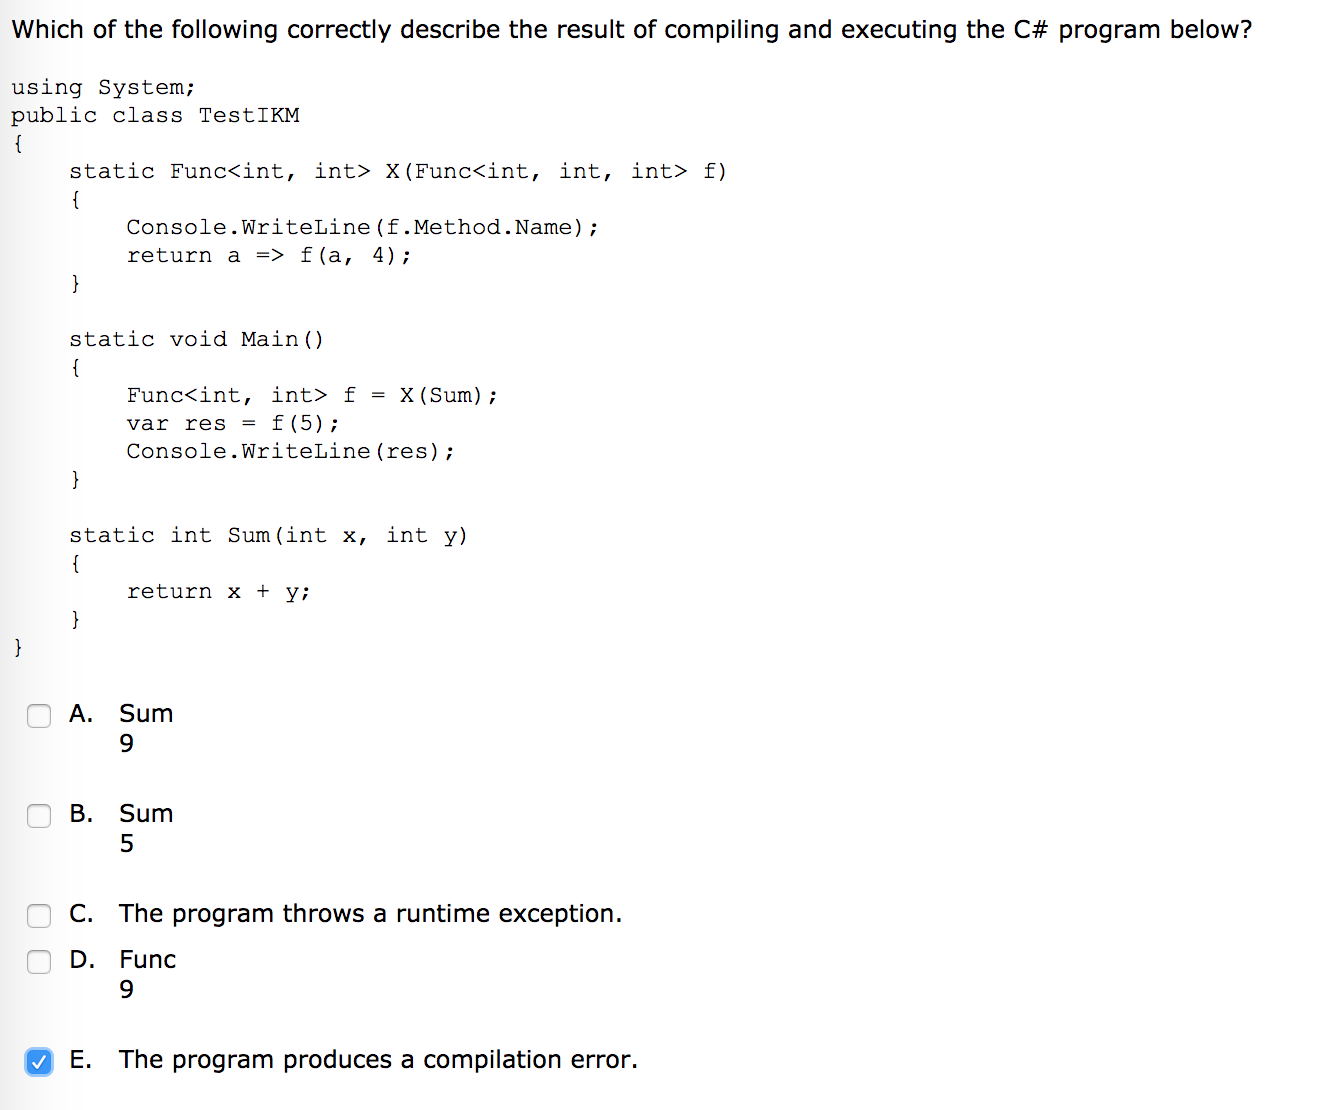 Which of the following correctly describe the result of compiling and executing the C# program below?
using System;
public class TestIKM
{
    static Func<int, int> X(Func<int, int, int> f)
    {
        Console.WriteLine(f.Method.Name);
        return a => f(a, 4);
    }
    static void Main()
    {
        Func<int, int> f = X(Sum);
        var res = f(5);
        Console.WriteLine(res);
    }
    static int Sum(int x, int y)
    {
        return x + y;
    }
}
A. Sum
9
B. Sum
5
C. The program throws a runtime exception.
D. Func
9
E. The program produces a compilation error.